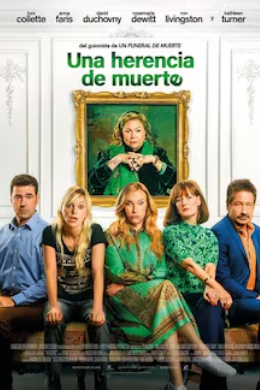 toni collette
anna faris
david duchovny
rosemarie dewitt
ron livingston
y kathleen turner
del guionista de UN FUNERAL DE MUERTE
Una herencia
de muerte